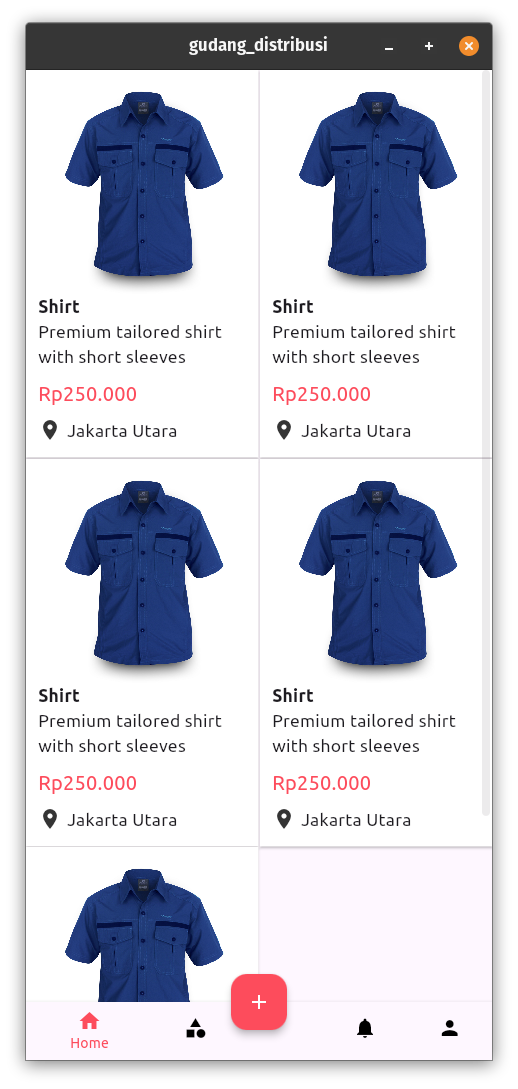 gudang_distribusi
Shirt
Premium tailored shirt
with short sleeves
Rp250.000
Jakarta Utara
Shirt
Premium tailored shirt
with short sleeves
Rp250.000
Jakarta Utara
Shirt
Premium tailored shirt
with short sleeves
Rp250.000
Jakarta Utara
Shirt
Premium tailored shirt
with short sleeves
Rp250.000
Jakarta Utara
Home